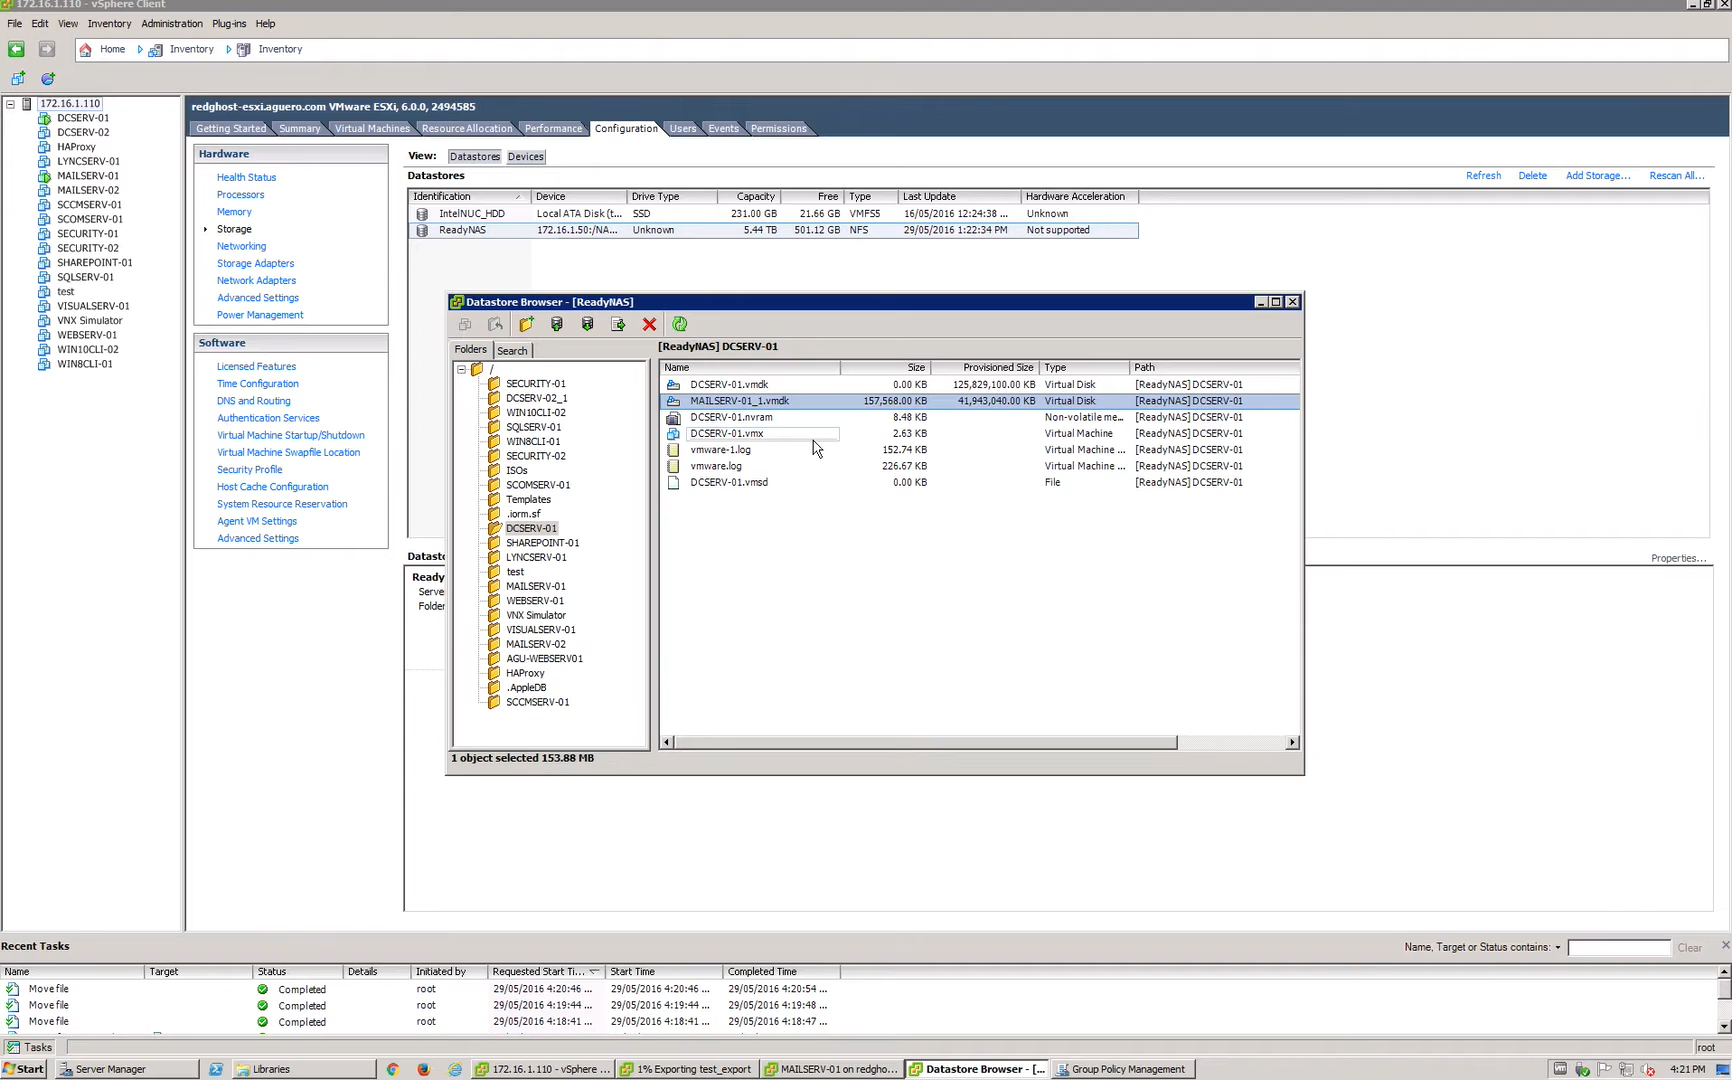 172.16.1.110 - vSphere Client
File Edit View Inventory Administration Plug-ins Help
Home Inventory Inventory
172.16.1.110
DCSERV-01
DCSERV-02
HAProxy
LYNCSERV-01
MAILSERV-01
MAILSERV-02
SCCMSERV-01
SCOMSERV-01
SECURITY-01
SECURITY-02
SHAREPOINT-01
SQLSERV-01
test
VISUALSERV-01
VNX Simulator
WEBSERV-01
WIN10CLI-02
WIN8CLI-01
redghost-esxi.aguero.com VMware ESXi, 6.0.0, 2494585
Getting Started Summary Virtual Machines Resource Allocation Performance Configuration Users Events Permissions
Hardware
Health Status
Processors
Memory
Storage
Networking
Storage Adapters
Network Adapters
Advanced Settings
Power Management
Software
Licensed Features
Time Configuration
DNS and Routing
Authentication Services
Virtual Machine Startup/Shutdown
Virtual Machine Swapfile Location
Security Profile
Host Cache Configuration
System Resource Reservation
Agent VM Settings
Advanced Settings
View: Datastores Devices
Datastores
Refresh Delete Add Storage... Rescan All...
Identification Device Drive Type Capacity Free Type Last Update Hardware Acceleration
IntelNUC_HDD Local ATA Disk (t... SSD 231.00 GB 21.66 GB VMFS5 16/05/2016 12:24:38 ... Unknown
ReadyNAS 172.16.1.50:/NA... Unknown 5.44 TB 501.12 GB NFS 29/05/2016 1:22:34 PM Not supported
Datasto
Properties...
Ready
Serve
Folder
Datastore Browser - [ReadyNAS]
Folders Search
/
SECURITY-01
DCSERV-02_1
WIN10CLI-02
SQLSERV-01
WIN8CLI-01
SECURITY-02
ISOs
SCOMSERV-01
Templates
.iorm.sf
DCSERV-01
SHAREPOINT-01
LYNCSERV-01
test
MAILSERV-01
WEBSERV-01
VNX Simulator
VISUALSERV-01
MAILSERV-02
AGU-WEBSERV01
HAProxy
.AppleDB
SCCMSERV-01
[ReadyNAS] DCSERV-01
Name Size Provisioned Size Type Path
DCSERV-01.vmdk 0.00 KB 125,829,100.00 KB Virtual Disk [ReadyNAS] DCSERV-01
MAILSERV-01_1.vmdk 157,568.00 KB 41,943,040.00 KB Virtual Disk [ReadyNAS] DCSERV-01
DCSERV-01.nvram 8.48 KB Non-volatile me... [ReadyNAS] DCSERV-01
DCSERV-01.vmx 2.63 KB Virtual Machine [ReadyNAS] DCSERV-01
vmware-1.log 152.74 KB Virtual Machine ... [ReadyNAS] DCSERV-01
vmware.log 226.67 KB Virtual Machine ... [ReadyNAS] DCSERV-01
DCSERV-01.vmsd 0.00 KB File [ReadyNAS] DCSERV-01
1 object selected 153.88 MB
Recent Tasks
Name, Target or Status contains: Clear
Name Target Status Details Initiated by Requested Start Ti... Start Time Completed Time
Move file Completed root 29/05/2016 4:20:46 ... 29/05/2016 4:20:46 ... 29/05/2016 4:20:54 ...
Move file Completed root 29/05/2016 4:19:44 ... 29/05/2016 4:19:44 ... 29/05/2016 4:19:48 ...
Move file Completed root 29/05/2016 4:18:41 ... 29/05/2016 4:18:41 ... 29/05/2016 4:18:47 ...
Tasks root
Start Server Manager Libraries 172.16.1.110 - vSphere ... 1% Exporting test_export MAILSERV-01 on redgho... Datastore Browser - [... Group Policy Management 4:21 PM